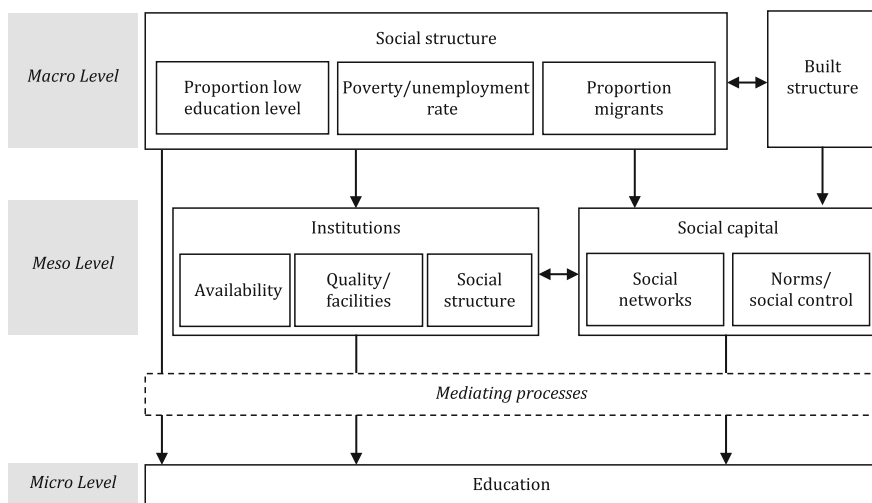 Macro Level
Social structure
Proportion low
education level
Poverty/unemployment
rate
Proportion
migrants
Built
structure
Meso Level
Institutions
Availability
Quality/
facilities
Social
structure
Social capital
Social
networks
Norms/
social control
Mediating processes
Micro Level
Education